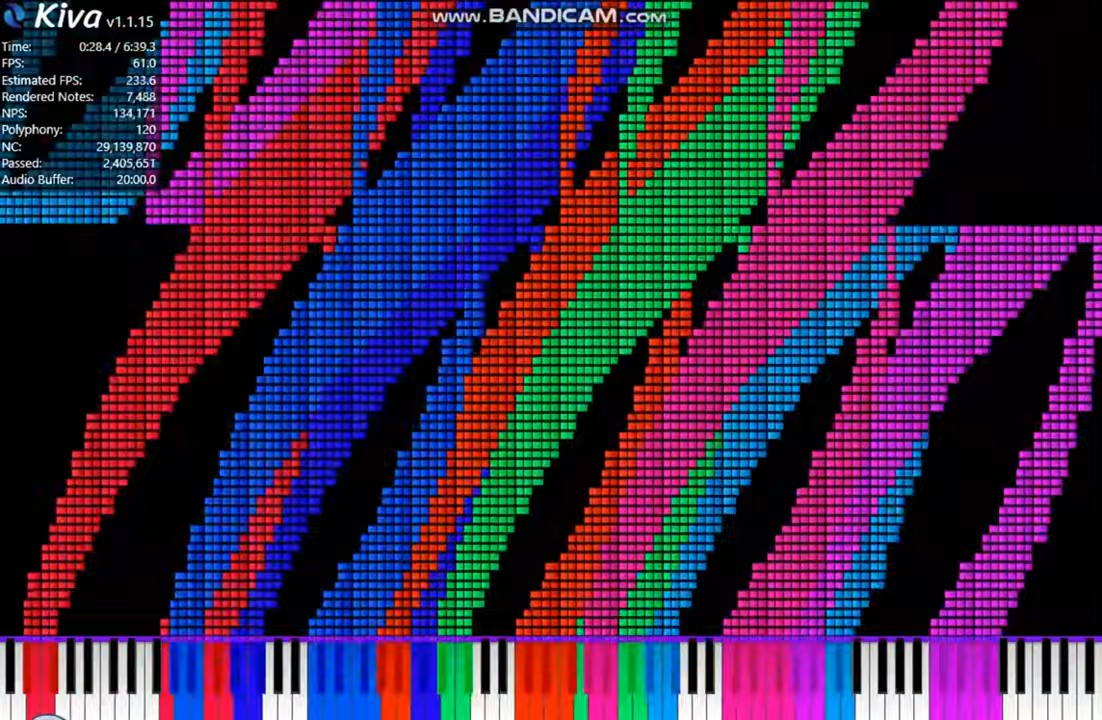 Kiva v1.1.15
www.BANDICAM.com
Time: 0:28.4 / 6:39.3
FPS: 61.0
Estimated FPS: 233.6
Rendered Notes: 7,488
NPS: 134,171
Polyphony: 120
NC: 29,139,870
Passed: 2,405,651
Audio Buffer: 20:00.0